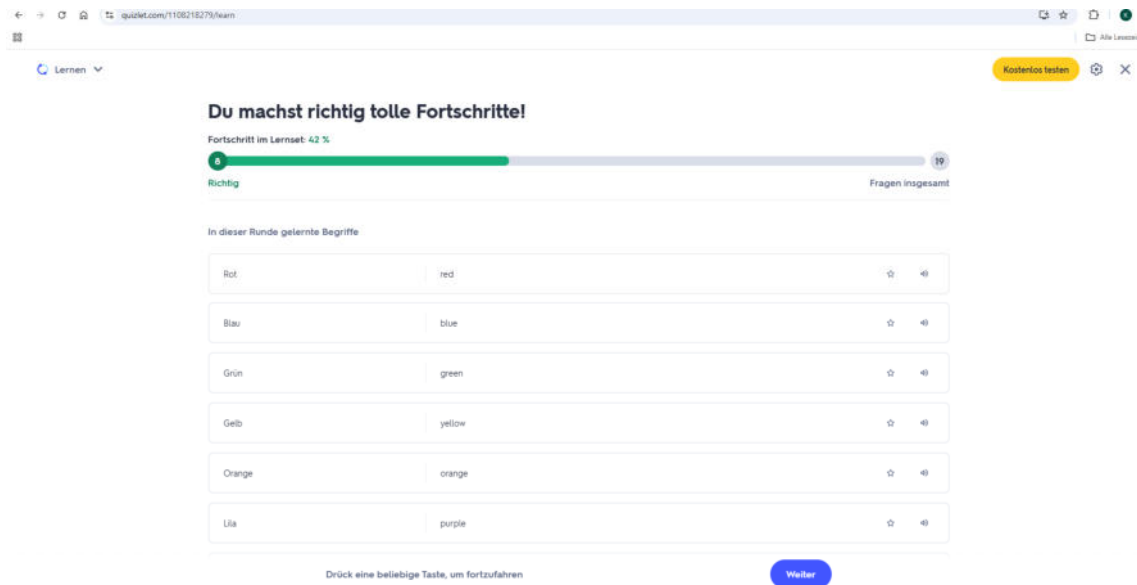 quizlet.com/1108218279/learn
Alle Lesezei
Lernen
Kostenlos testen
Du machst richtig tolle Fortschritte!
Fortschritt im Lernset: 42 %
8
19
Richtig
Fragen insgesamt
In dieser Runde gelernte Begriffe
Rot red
Blau blue
Grün green
Gelb yellow
Orange orange
Lila purple
Drück eine beliebige Taste, um fortzufahren
Weiter